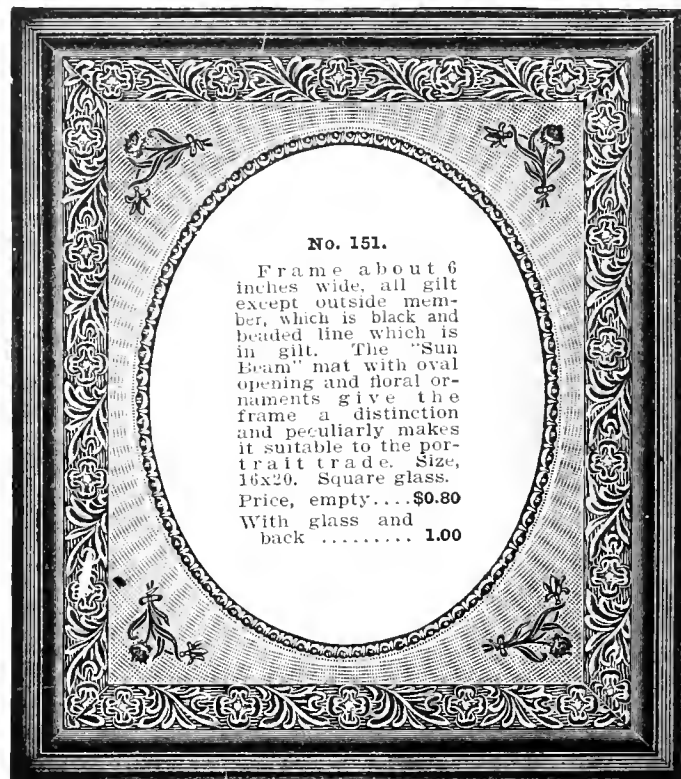 No. 151.
Frame about 6
inches wide, all gilt
except outside mem-
ber, which is black and
beaded line which is
in gilt. The "Sun
Beam" mat with oval
opening and floral or-
naments give the
frame a distinction
and peculiarly makes
it suitable to the por-
trait trade. Size,
16x20. Square glass.
Price, empty....$0.80
With glass and
back ......... 1.00